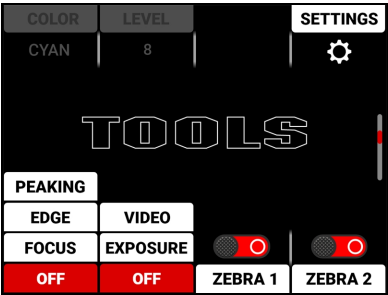 COLOR LEVEL SETTINGS
CYAN 8
TOOLS
PEAKING
EDGE VIDEO
FOCUS EXPOSURE
OFF OFF ZEBRA 1 ZEBRA 2